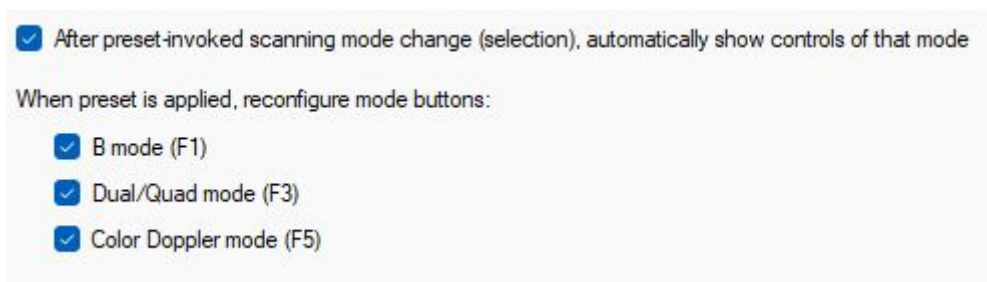 After preset-invoked scanning mode change (selection), automatically show controls of that mode
When preset is applied, reconfigure mode buttons:
B mode (F1)
Dual/Quad mode (F3)
Color Doppler mode (F5)